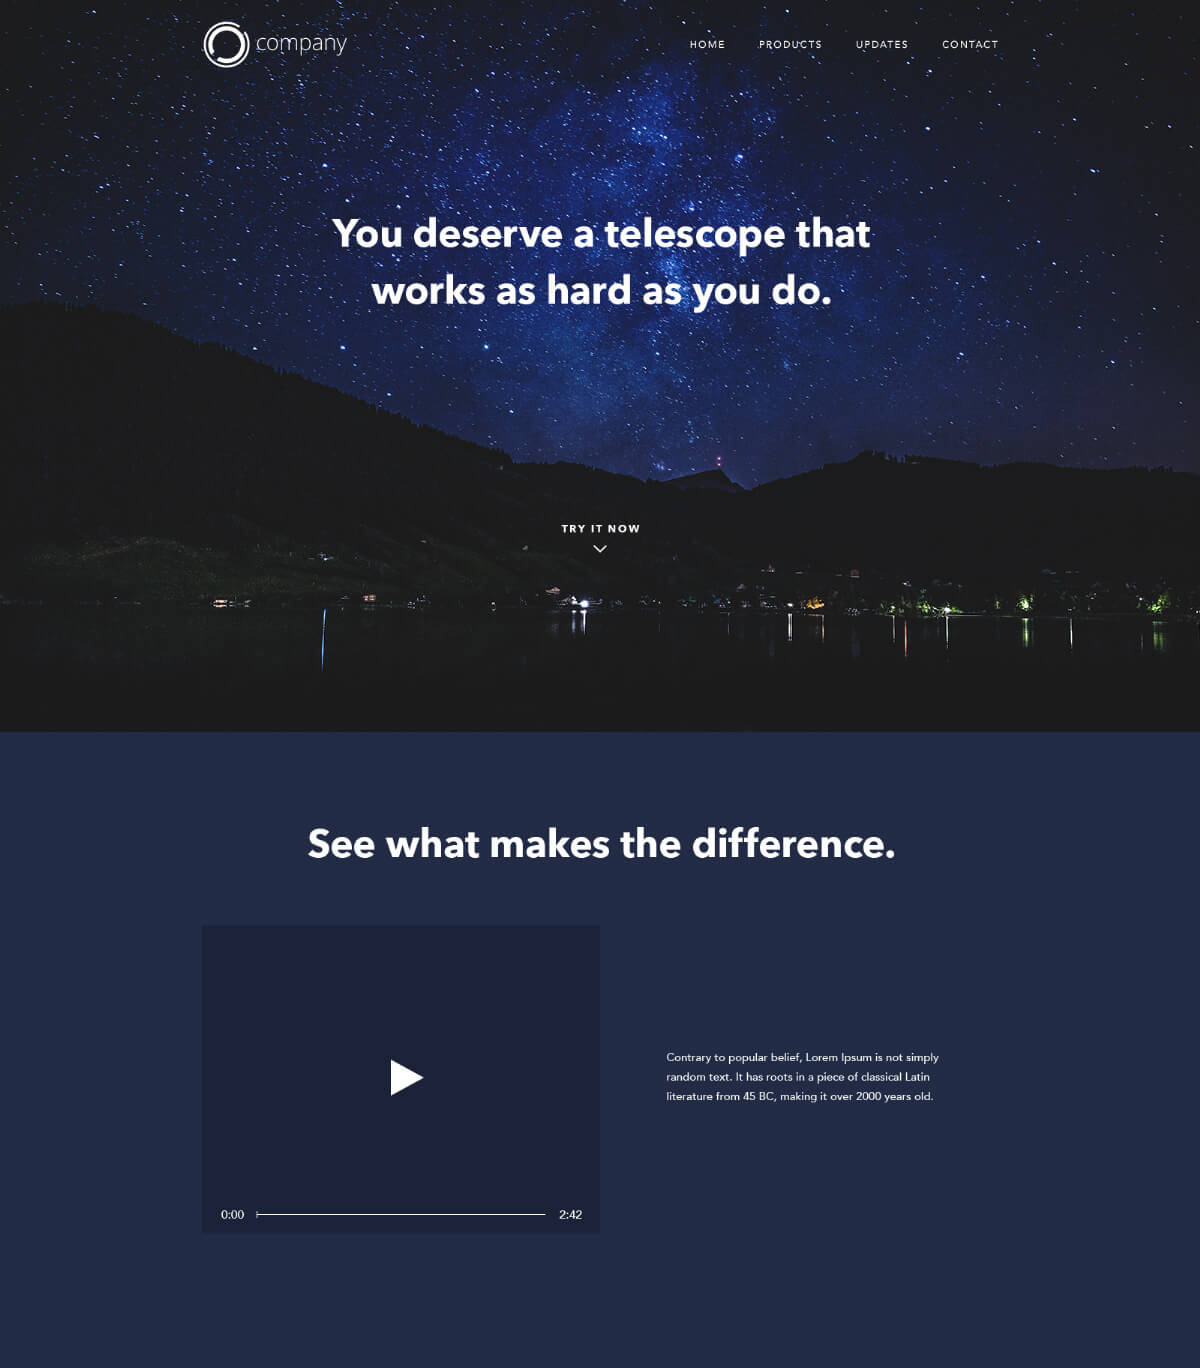 company
HOME
PRODUCTS
UPDATES
CONTACT
You deserve a telescope that
works as hard as you do.
TRY IT NOW
See what makes the difference.
Contrary to popular belief, Lorem Ipsum is not simply
random text. It has roots in a piece of classical Latin
literature from 45 BC, making it over 2000 years old.
0:00
2:42